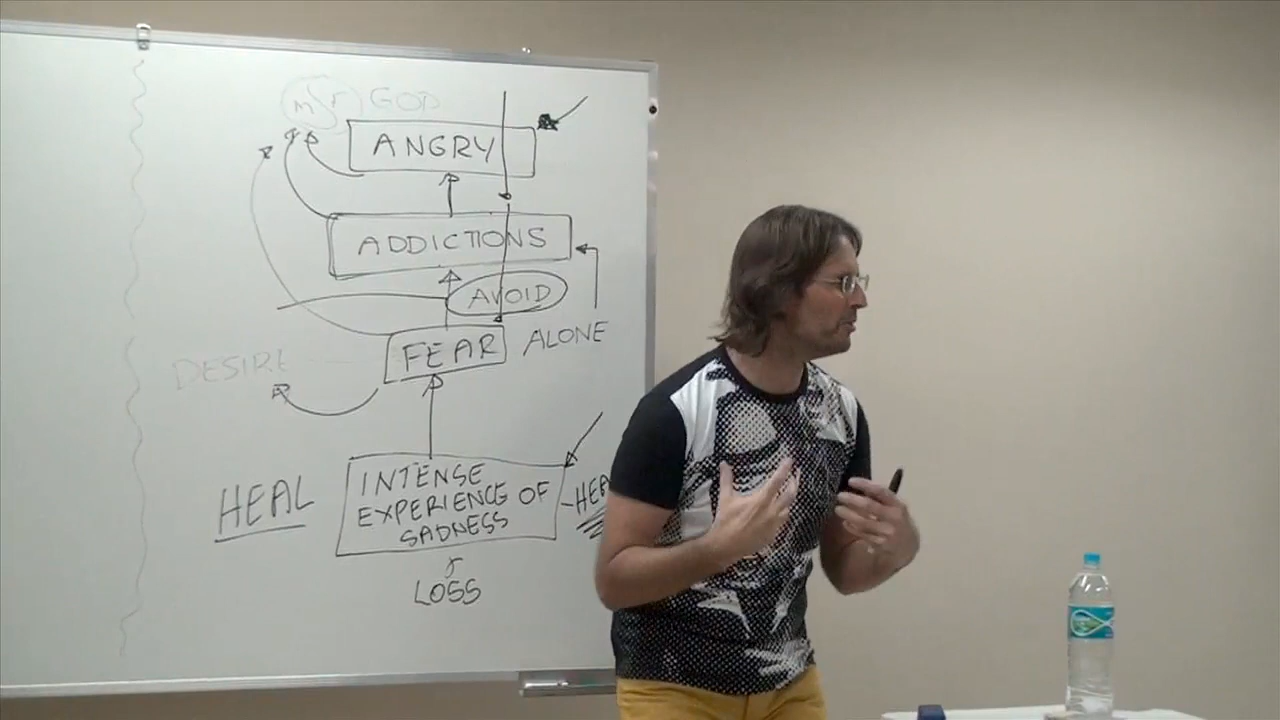 GOD
ANGRY
ADDICTIONS
AVOID
ALONE
FEAR
DESIRE
HEAL
INTENSE
EXPERIENCE OF
SADNESS
LOSS